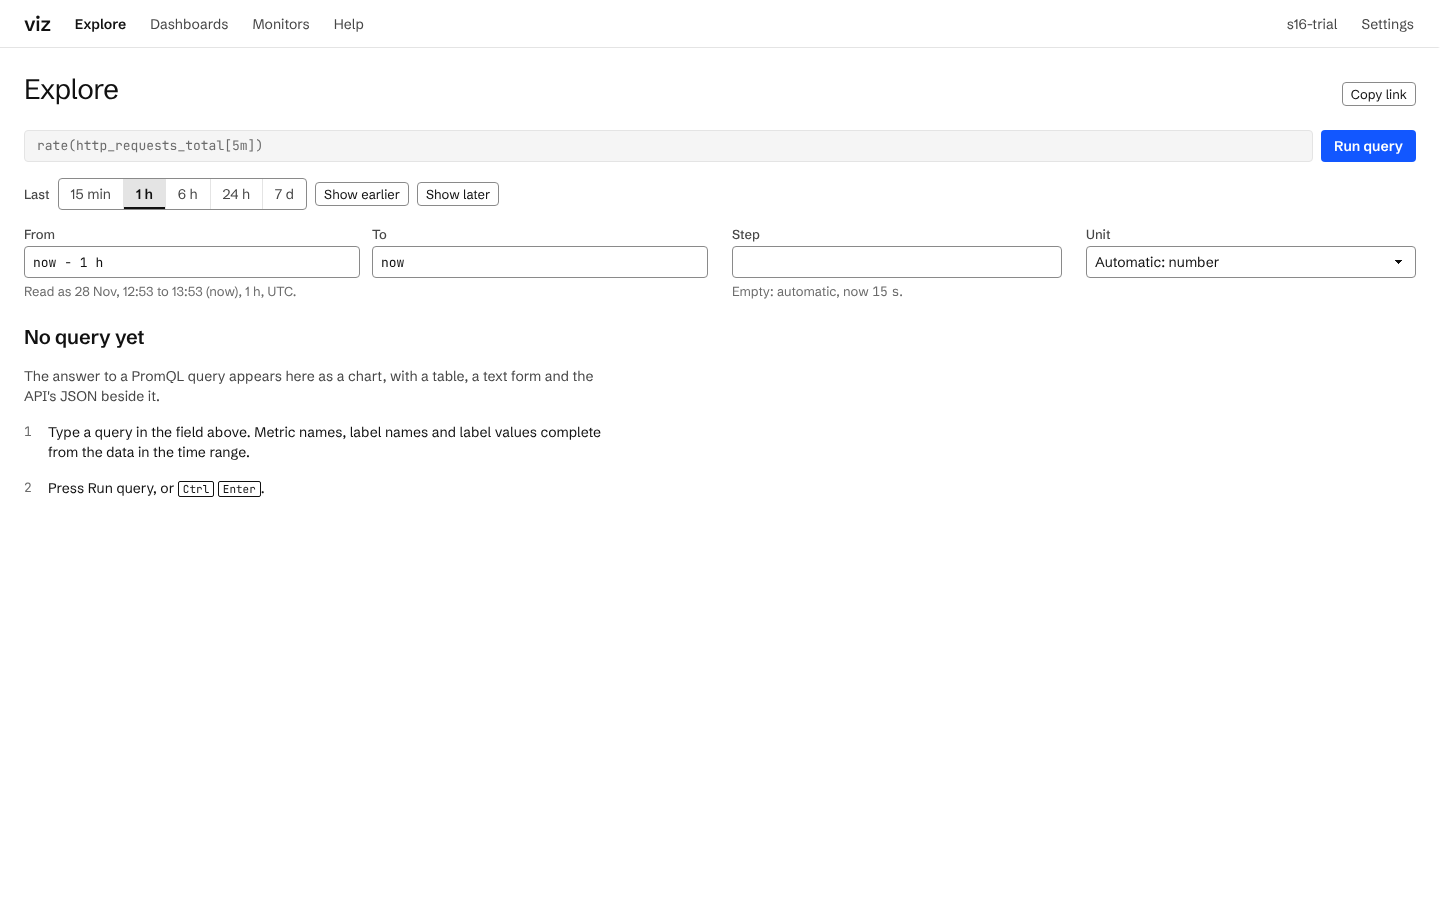 viz Explore Dashboards Monitors Help s16-trial Settings
Explore
Copy link
rate(http_requests_total[5m]) Run query
Last 15 min 1 h 6 h 24 h 7 d Show earlier Show later
From To Step Unit
now - 1 h now Automatic: number
Read as 28 Nov, 12:53 to 13:53 (now), 1 h, UTC. Empty: automatic, now 15 s.
No query yet
The answer to a PromQL query appears here as a chart, with a table, a text form and the
API's JSON beside it.
1 Type a query in the field above. Metric names, label names and label values complete
from the data in the time range.
2 Press Run query, or Ctrl Enter.